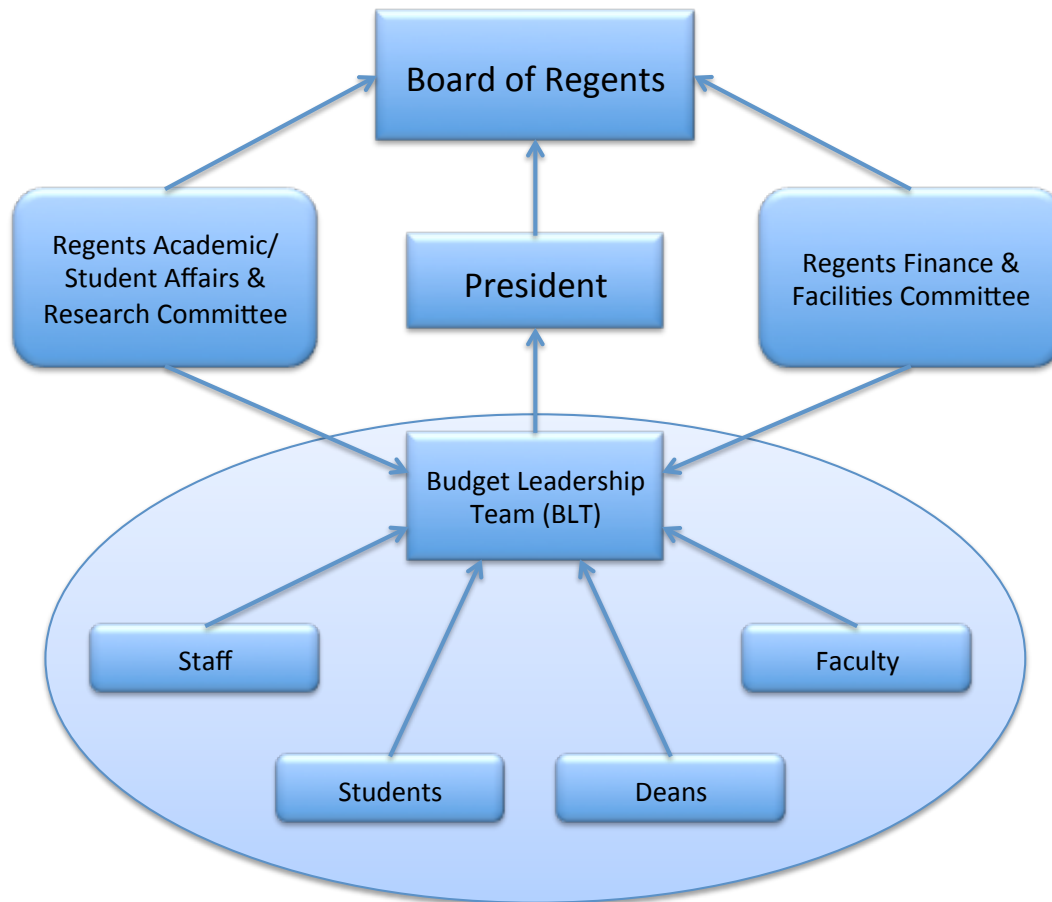 Board of Regents
Regents Academic/
Student Affairs &
Research Committee
President
Regents Finance &
Facilities Committee
Budget Leadership
Team (BLT)
Staff
Faculty
Students
Deans